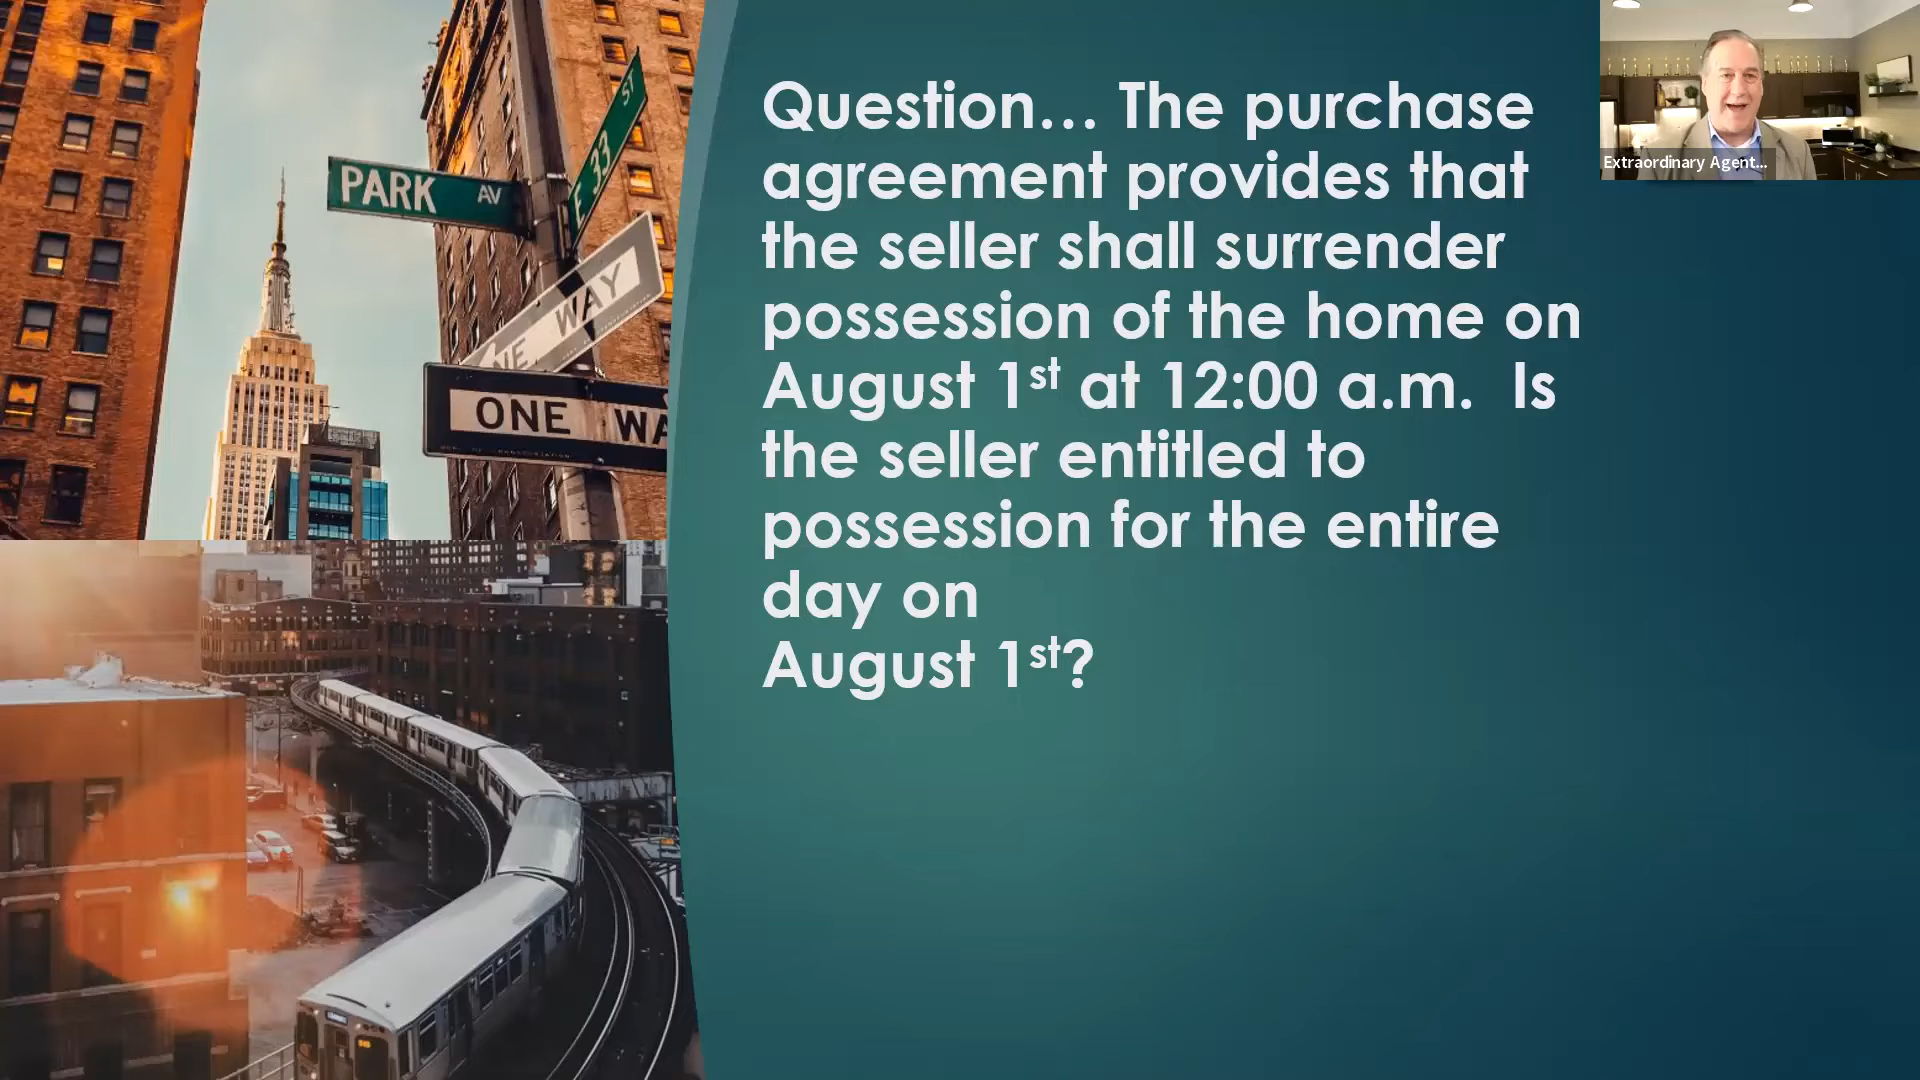 PARK AV
E 33 ST
WAY
ONE WA
Question… The purchase
agreement provides that
the seller shall surrender
possession of the home on
August 1st at 12:00 a.m.  Is
the seller entitled to
possession for the entire
day on
August 1st?
Extraordinary Agent...